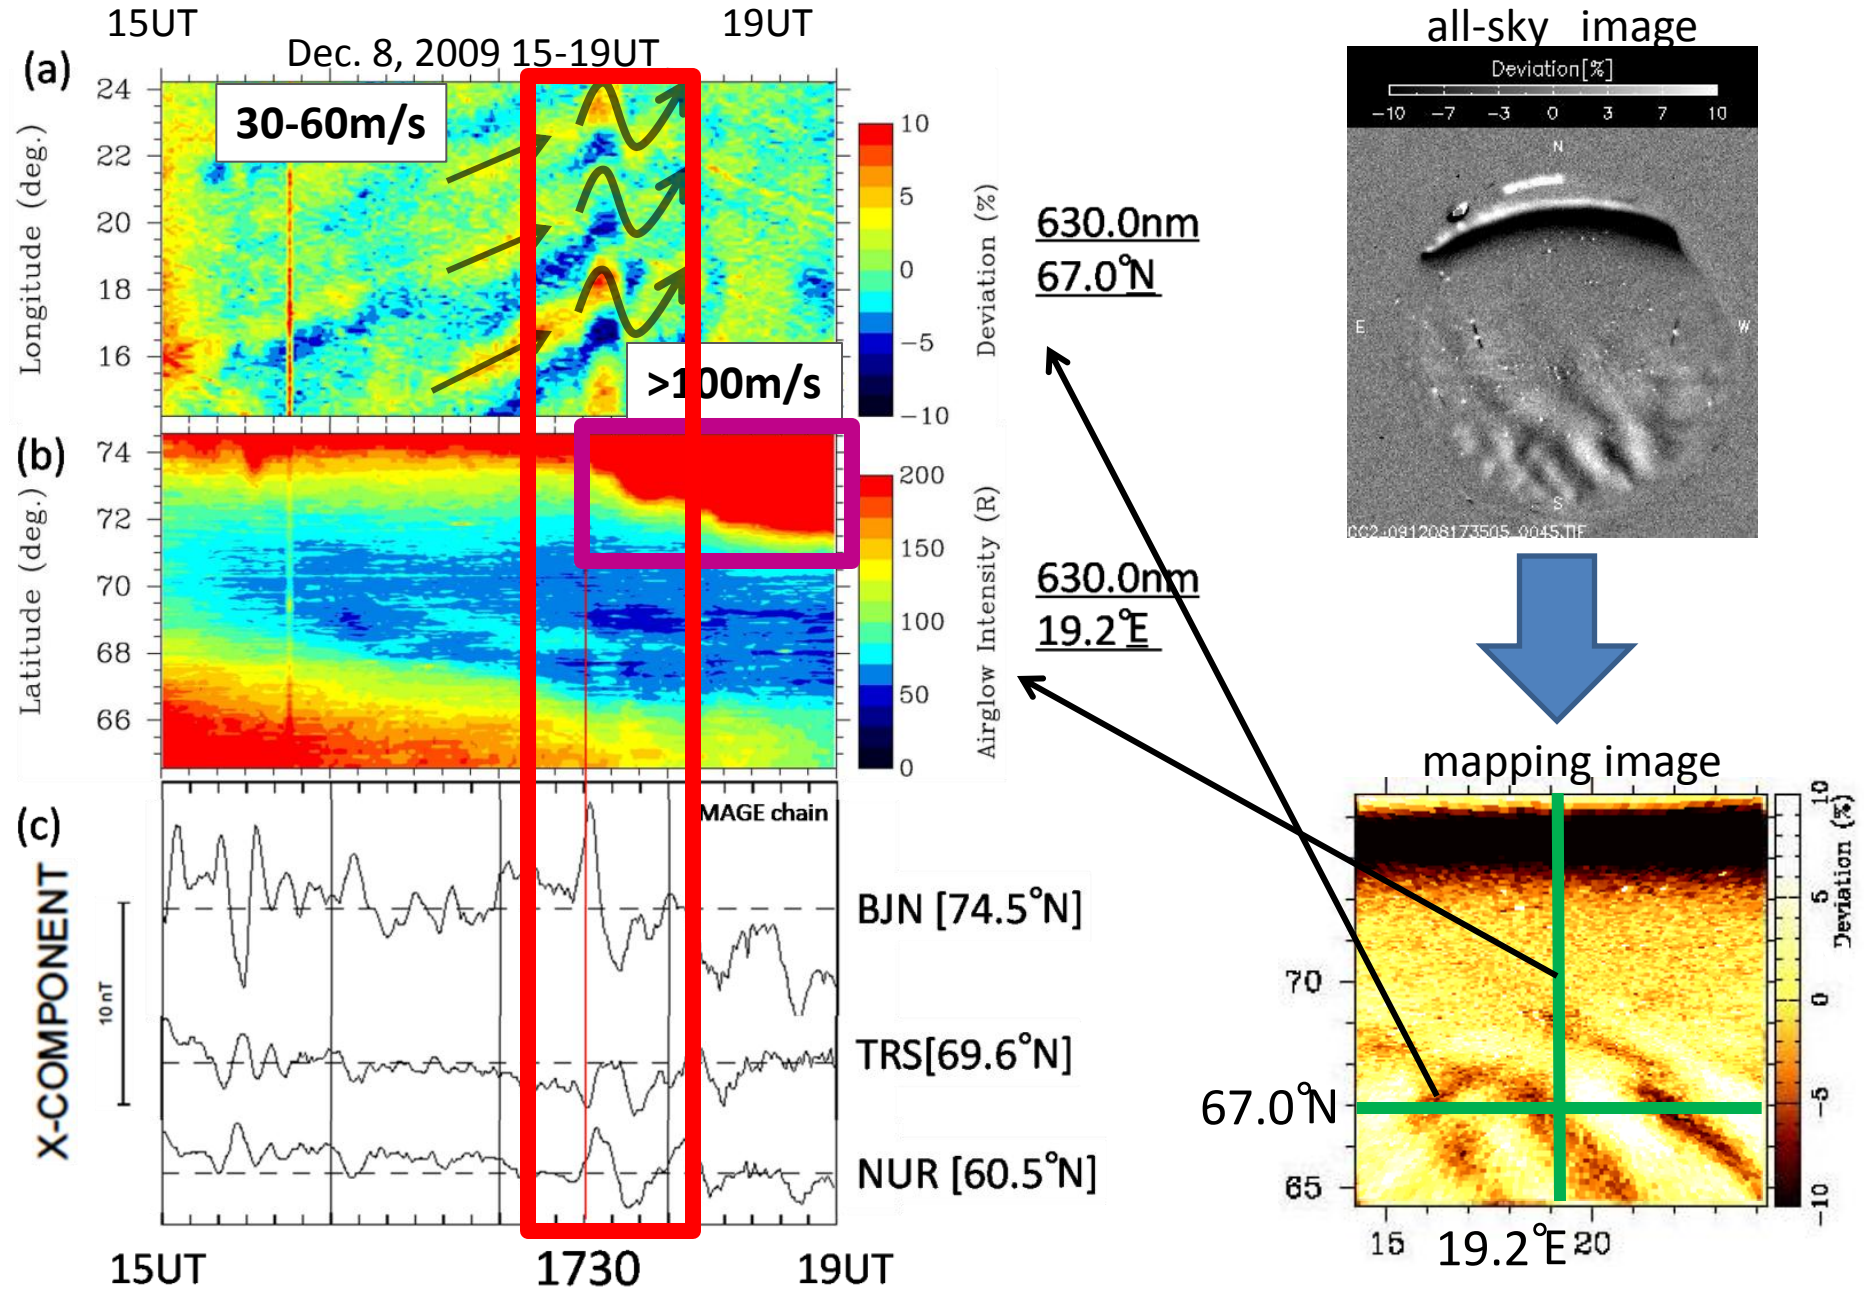 15UT
19UT
Dec. 8, 2009 15-19UT
(a)
30-60m/s
24
22
20
18
16
Longitude (deg.)
>100m/s
10
5
0
−5
−10
Deviation (%)
630.0nm
67.0°N
(b)
74
72
70
68
66
Latitude (deg.)
200
150
100
50
0
Airglow Intensity (R)
630.0nm
19.2°E
(c)
MAGE chain
X-COMPONENT
10 nT
BJN [74.5°N]
TRS[69.6°N]
NUR [60.5°N]
15UT
1730
19UT
all-sky image
Deviation[%]
−10 −7 −3 0 3 7 10
N
E
W
S
CC2-091208173505_0045.TIF
mapping image
70
67.0°N
65
15
19.2°E
20
10
5
0
−5
−10
Deviation (%)